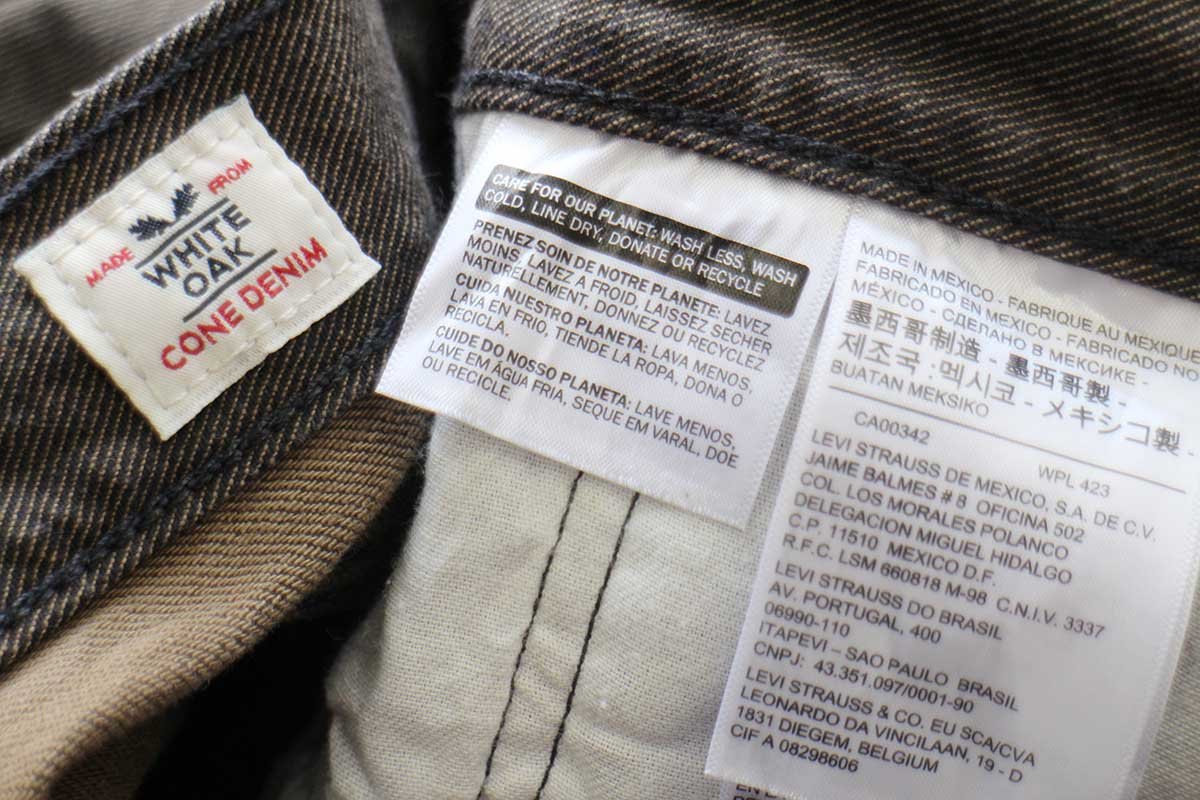 MADE FROM
WHITE
OAK
CONE DENIM
CARE FOR OUR PLANET: WASH LESS, WASH
COLD, LINE DRY, DONATE OR RECYCLE
PRENEZ SOIN DE NOTRE PLANETE: LAVEZ
MOINS, LAVEZ A FROID, LAISSEZ SÉCHER
NATURELLEMENT. DONNEZ OU RECYCLEZ
CUIDA NUESTRO PLANETA: LAVA MENOS,
LAVA EN FRIO, TIENDE LA ROPA, DONA O
RECICLA.
CUIDE DO NOSSO PLANETA: LAVE MENOS,
LAVE EM ÁGUA FRIA, SEQUE EM VARAL, DOE
OU RECICLE.
MADE IN MEXICO - FABRIQUE AU MEXIQUE
FABRICADO EN MEXICO - FABRICADO NO
MÉXICO - СДЕЛАНО В МЕКСИКЕ -
墨西哥制造 - 墨西哥製 -
제조국 :멕시코 - メキシコ製 -
BUATAN MEKSIKO
CA00342 WPL 423
LEVI STRAUSS DE MEXICO, S.A. DE C.V.
JAIME BALMES # 8 OFICINA 502
COL. LOS MORALES POLANCO
DELEGACION MIGUEL HIDALGO
C.P. 11510 MEXICO D.F.
R.F.C. LSM 660818 M-98 C.N.I.V. 3337
LEVI STRAUSS DO BRASIL
AV. PORTUGAL, 400
06990-110
ITAPEVI – SAO PAULO BRASIL
CNPJ: 43.351.097/0001-90
LEVI STRAUSS & CO. EU SCA/CVA
LEONARDO DA VINCILAAN, 19 - D
1831 DIEGEM, BELGIUM
CIF A 08298606